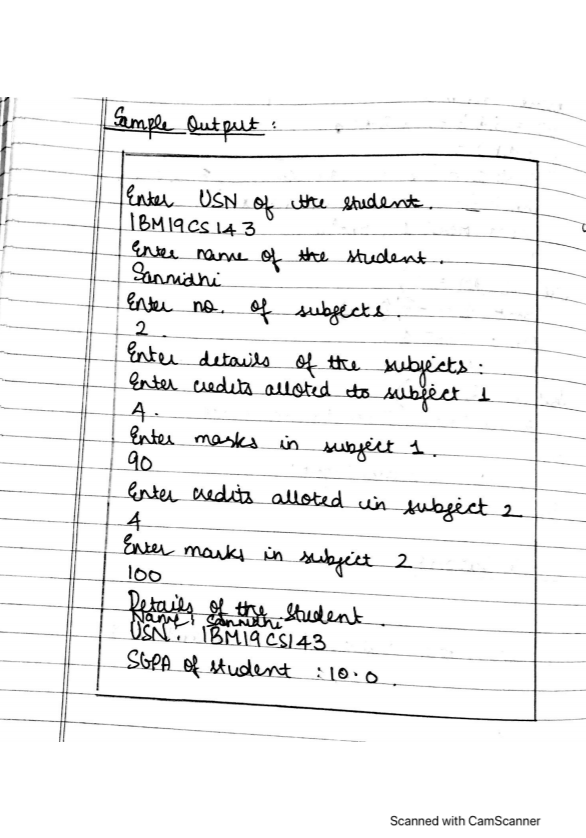 Sample Output :
Enter USN of the student.
1BM19CS143
Enter name of the student.
Sannidhi
Enter no. of subjects.
2.
Enter details of the subjects :
Enter credits alloted to subject 1
4.
Enter marks in subject 1.
90
Enter credits alloted in subject 2
4
Enter marks in subject 2
100
Details of the student.
Name : Sannidhi
USN : 1BM19CS143
SGPA of student : 10.0.
Scanned with CamScanner